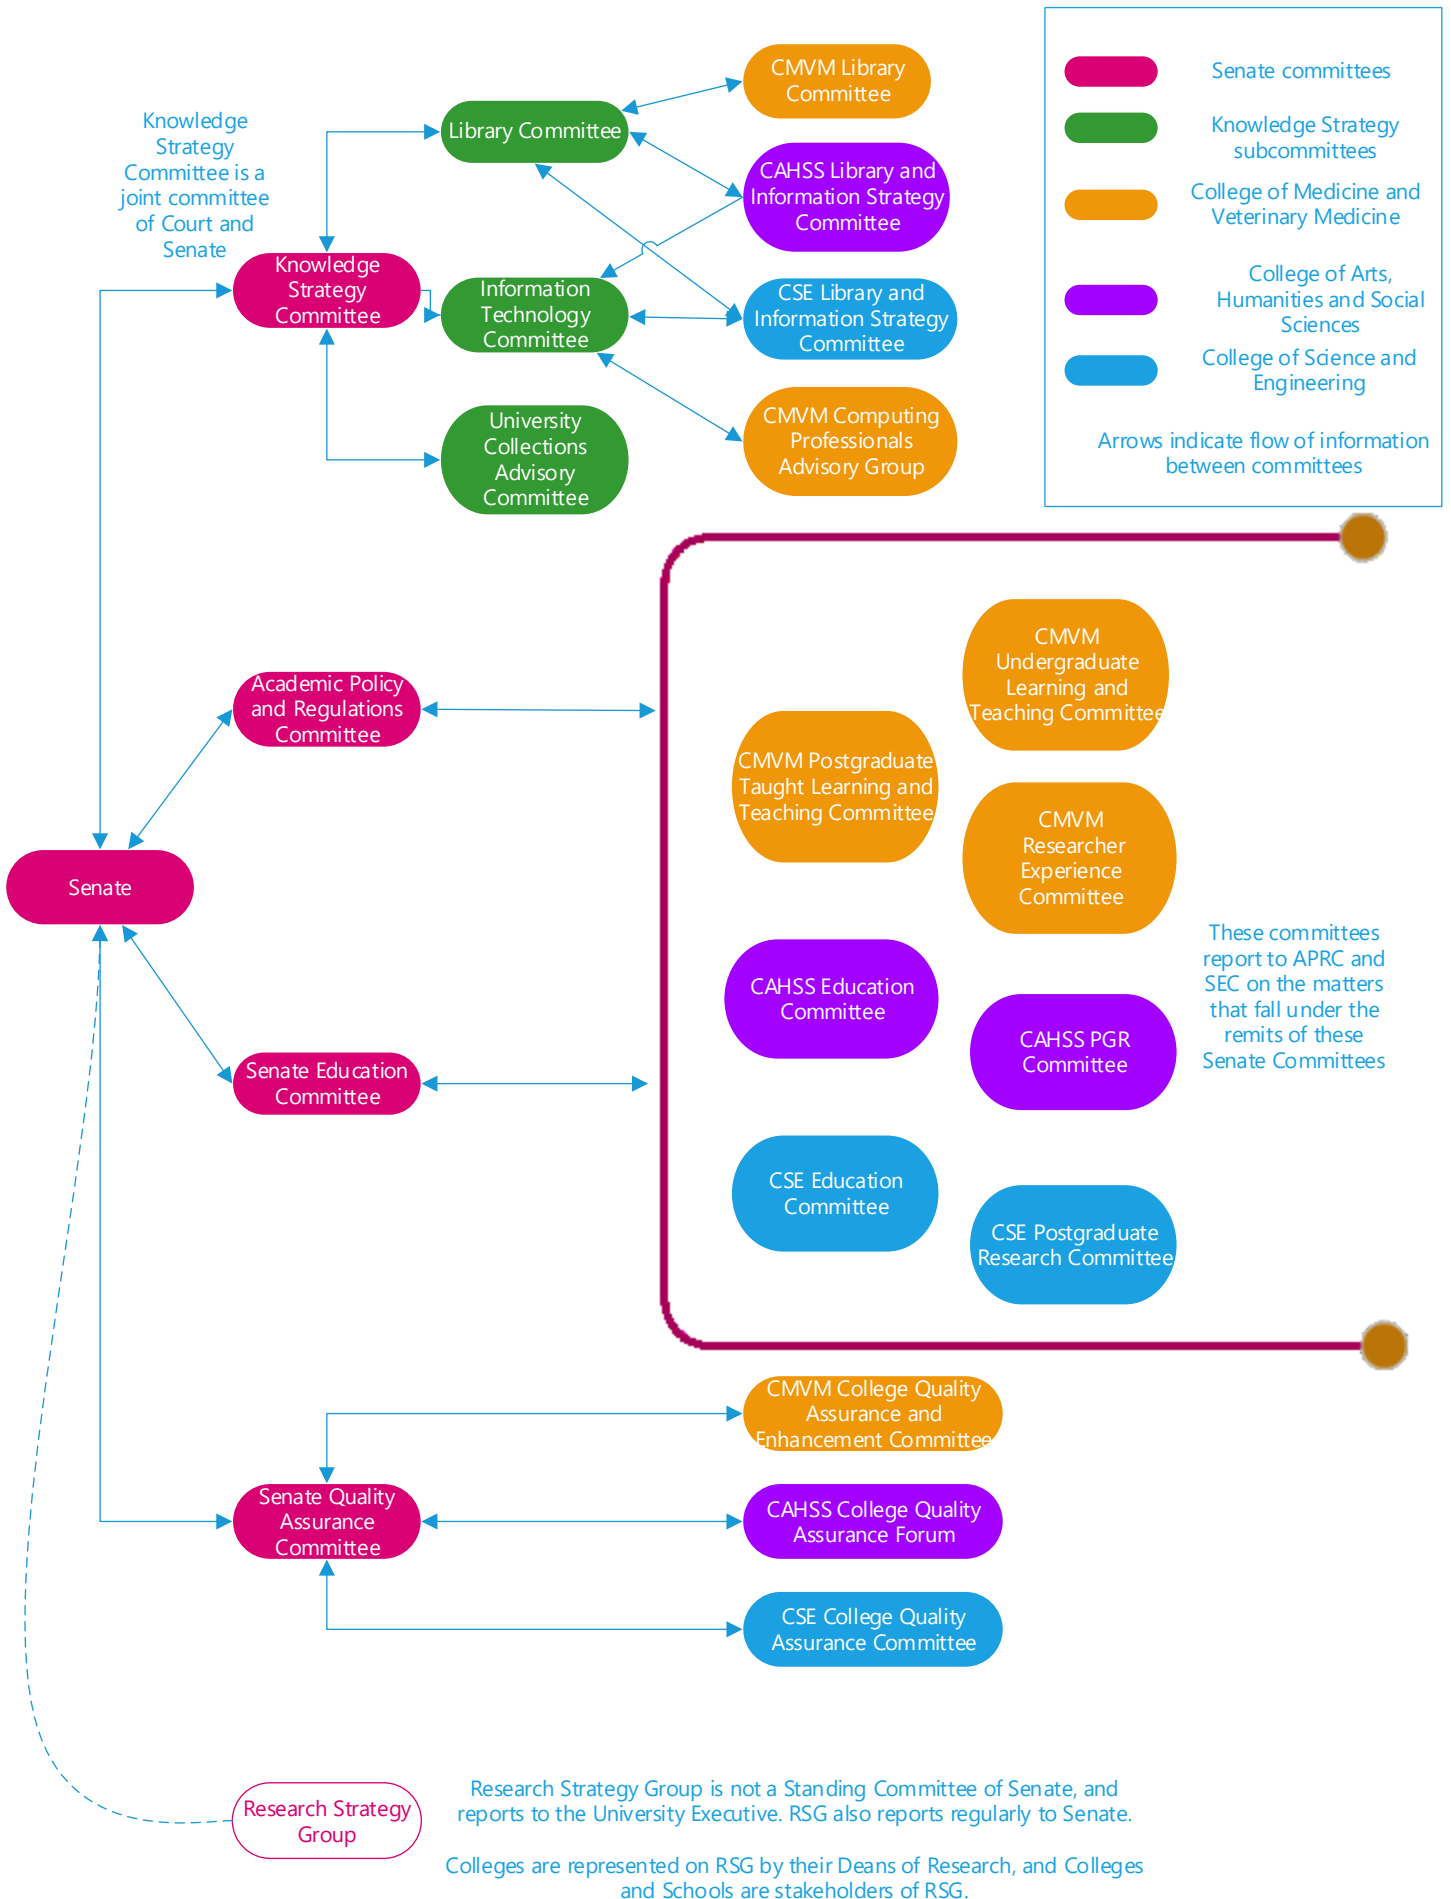 Knowledge
Strategy
Committee is a
joint committee
of Court and
Senate
Knowledge
Strategy
Committee
Library Committee
Information
Technology
Committee
University
Collections
Advisory
Committee
CMVM Library
Committee
CAHSS Library and
Information Strategy
Committee
CSE Library and
Information Strategy
Committee
CMVM Computing
Professionals
Advisory Group
Senate committees
Knowledge Strategy
subcommittees
College of Medicine and
Veterinary Medicine
College of Arts,
Humanities and Social
Sciences
College of Science and
Engineering
Arrows indicate flow of information
between committees
Academic Policy
and Regulations
Committee
Senate
Senate Education
Committee
CMVM
Undergraduate
Learning and
Teaching Committee
CMVM Postgraduate
Taught Learning and
Teaching Committee
CMVM
Researcher
Experience
Committee
CAHSS Education
Committee
CAHSS PGR
Committee
CSE Education
Committee
CSE Postgraduate
Research Committee
These committees
report to APRC and
SEC on the matters
that fall under the
remits of these
Senate Committees
Senate Quality
Assurance
Committee
CMVM College Quality
Assurance and
Enhancement Committee
CAHSS College Quality
Assurance Forum
CSE College Quality
Assurance Committee
Research Strategy
Group
Research Strategy Group is not a Standing Committee of Senate, and
reports to the University Executive. RSG also reports regularly to Senate.
Colleges are represented on RSG by their Deans of Research, and Colleges
and Schools are stakeholders of RSG.